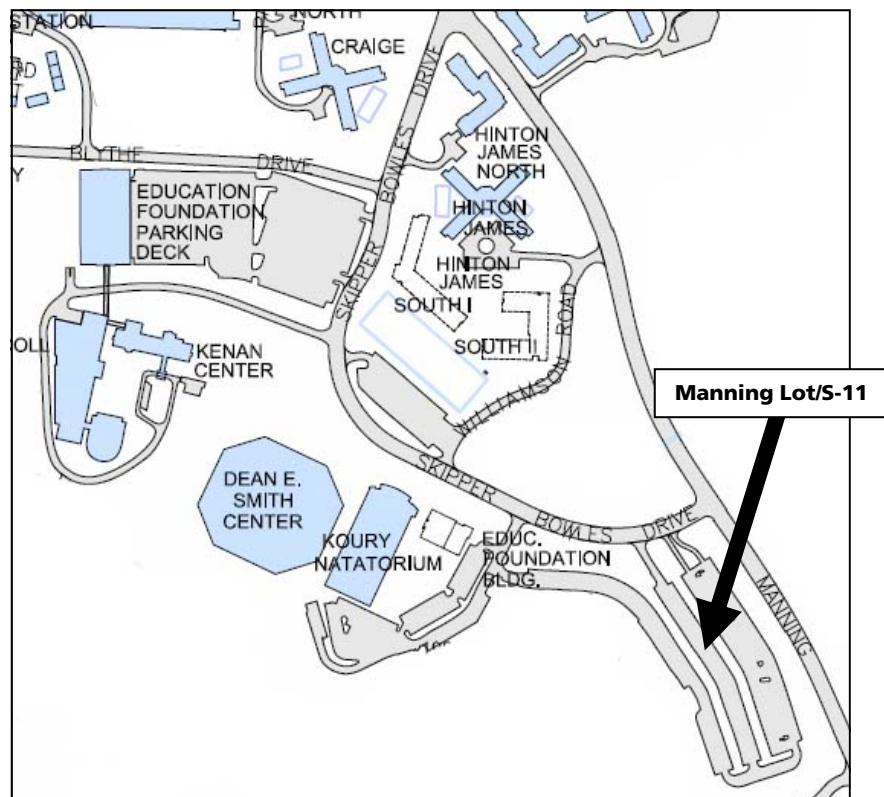 STATION
NORTH
CRAIGE
BOWLES DRIVE
HINTON
JAMES
NORTH
BLYTHE DRIVE
EDUCATION
FOUNDATION
PARKING
DECK
HINTON
JAMES
HINTON
JAMES
SKIPPER
SOUTH I
SOUTH II
WILLIAMSON ROAD
KENAN
CENTER
Manning Lot/S-11
SKIPPER BOWLES DRIVE
DEAN E.
SMITH
CENTER
KOURY
NATATORIUM
EDUC.
FOUNDATION
BLDG.
MANNING